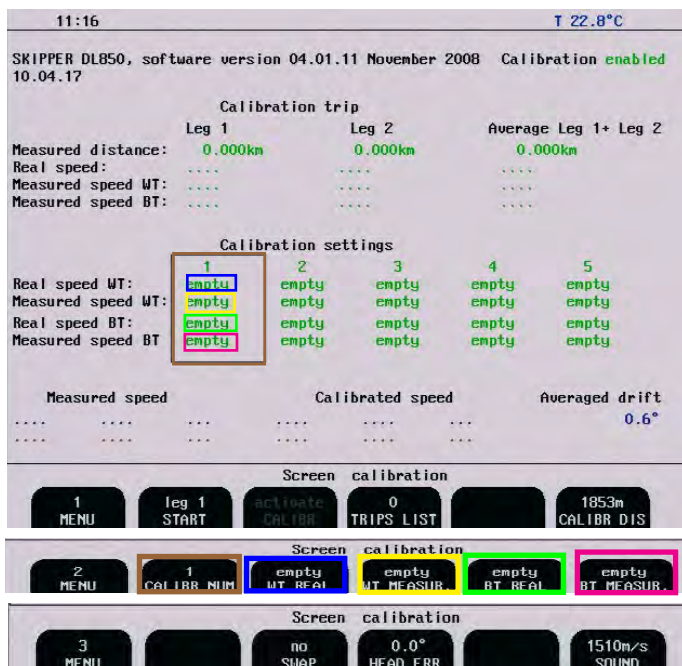 11:16 T 22.8°C
SKIPPER DL850, software version 04.01.11 November 2008 Calibration enabled
10.04.17
Calibration trip
Leg 1 Leg 2 Average Leg 1+ Leg 2
Measured distance: 0.000km 0.000km 0.000km
Real speed: .... .... ....
Measured speed WT: .... .... ....
Measured speed BT: .... .... ....
Calibration settings
1 2 3 4 5
Real speed WT: empty empty empty empty empty
Measured speed WT: empty empty empty empty empty
Real speed BT: empty empty empty empty empty
Measured speed BT empty empty empty empty empty
Measured speed Calibrated speed Averaged drift
.... .... ... .... .... ... 0.6°
.... .... ... .... .... ...
Screen calibration
1 leg 1 activate 0 1853m
MENU START CALIBR TRIPS LIST CALIBR DIS
Screen calibration
2 1 empty empty empty empty
MENU CALIBR NUM WT REAL WT MEASUR. BT REAL BT MEASUR.
Screen calibration
3 no 0.0° 1510m/s
MENU SWAP HEAD ERR SOUND